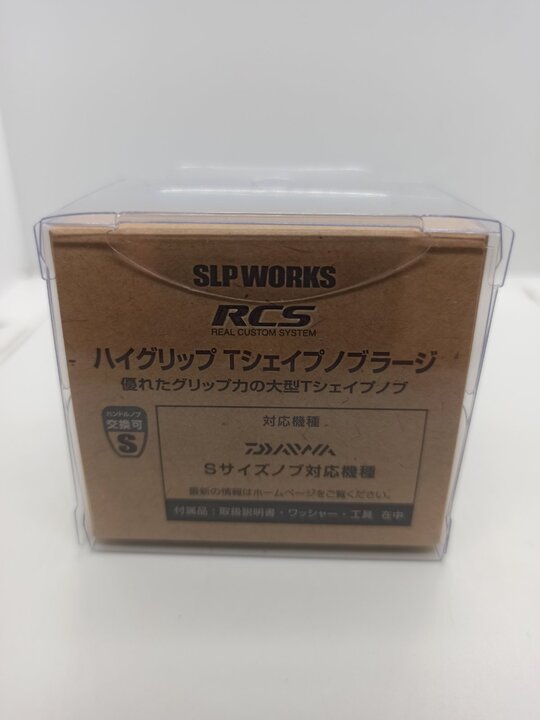 SLP WORKS
RCS
REAL CUSTOM SYSTEM
ハイグリップ Tシェイプノブラージ
優れたグリップ力の大型Tシェイプノブ
ハンドルノブ
交換可
S
対応機種
DAIWA
Sサイズノブ対応機種
最新の情報はホームページをご覧ください。
付属品：取扱説明書・ワッシャー・工具 在中